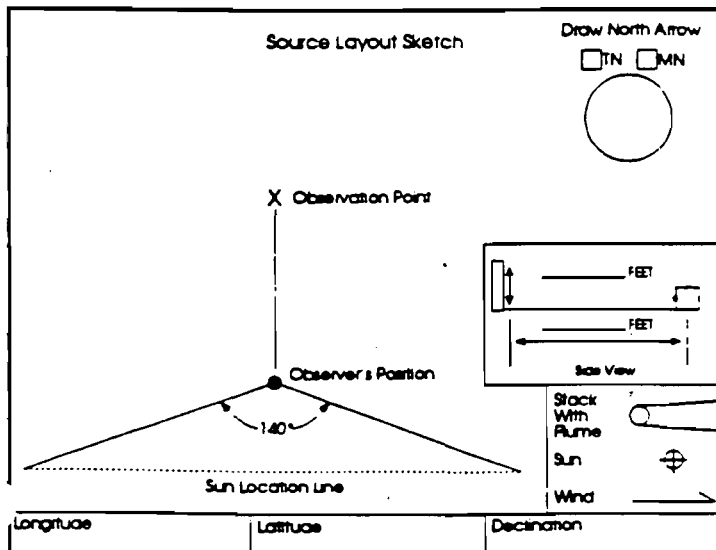 Source Layout Sketch
Draw North Arrow
TN MN
X Observation Point
FEET
FEET
Side View
Observer's Position
140°
Sun Location Line
Stack
With
Plume
Sun
Wind
Longitude
Latitude
Declination